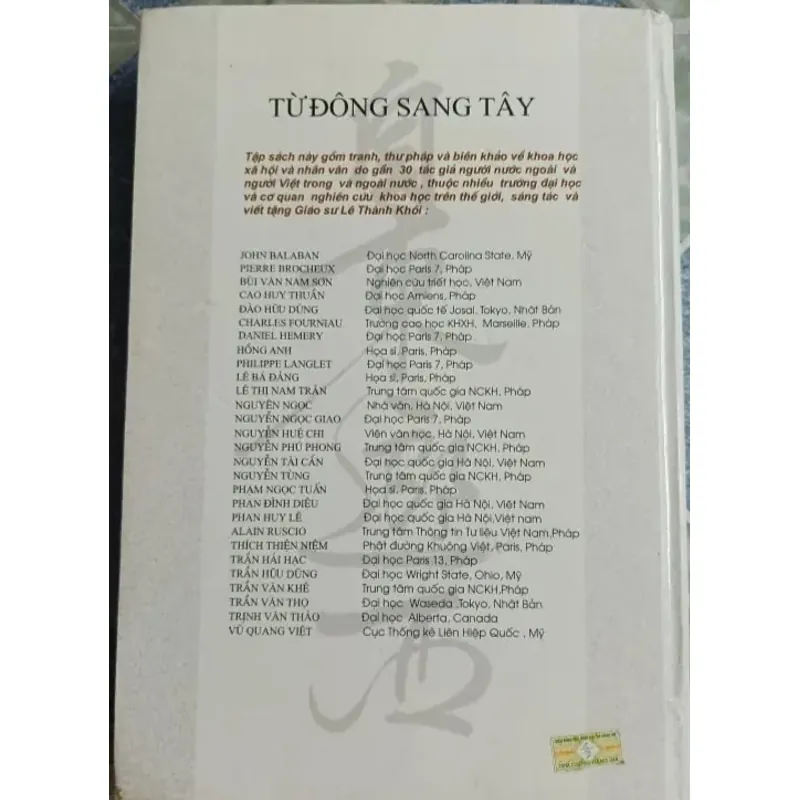 TỪ ĐÔNG SANG TÂY
Tập sách này gồm tranh, thư pháp và biên khảo về khoa học
xã hội và nhân văn do gần 30 tác giả người nước ngoài và
người Việt trong và ngoài nước , thuộc nhiều trường đại học
và cơ quan nghiên cứu khoa học trên thế giới, sáng tác và
viết tặng Giáo sư Lê Thành Khôi :
JOHN BALABAN Đại học North Carolina State, Mỹ
PIERRE BROCHEUX Đại học Paris 7, Pháp
BÙI VĂN NAM SƠN Nghiên cứu triết học, Việt Nam
CAO HUY THUẦN Đại học Amiens, Pháp
ĐÀO HỮU DŨNG Đại học quốc tế Josai, Tokyo, Nhật Bản
CHARLES FOURNIAU Trường cao học KHXH, Marseille, Pháp
DANIEL HEMERY Đại học Paris 7, Pháp
HỒNG ANH Họa sĩ, Paris, Pháp
PHILIPPE LANGLET Đại học Paris 7, Pháp
LÊ BÁ ĐẢNG Họa sĩ, Paris, Pháp
LÊ THỊ NAM TRÂN Trung tâm quốc gia NCKH, Pháp
NGUYÊN NGỌC Nhà văn, Hà Nội, Việt Nam
NGUYỄN NGỌC GIAO Đại học Paris 7, Pháp
NGUYỄN HUỆ CHI Viện văn học, Hà Nội, Việt Nam
NGUYỄN PHÚ PHONG Trung tâm quốc gia NCKH, Pháp
NGUYỄN TÀI CẨN Đại học quốc gia Hà Nội, Việt Nam
NGUYỄN TÙNG Trung tâm quốc gia NCKH, Pháp
PHẠM NGỌC TUẤN Họa sĩ, Paris, Pháp
PHAN ĐÌNH DIỆU Đại học quốc gia Hà Nội, Việt Nam
PHAN HUY LÊ Đại học quốc gia Hà Nội,Việt nam
ALAIN RUSCIO Trung tâm Thông tin Tư liệu Việt Nam,Pháp
THÍCH THIỆN NIỆM Phật đường Khuông Việt, Paris, Pháp
TRẦN HẢI HẠC Đại học Paris 13, Pháp
TRẦN HỮU DŨNG Đại học Wright State, Ohio, Mỹ
TRẦN VĂN KHÊ Trung tâm quốc gia NCKH,Pháp
TRẦN VĂN THỌ Đại học Waseda ,Tokyo, Nhật Bản
TRỊNH VĂN THẢO Đại học Alberta, Canada
VŨ QUANG VIỆT Cục Thống kê Liên Hiệp Quốc , Mỹ